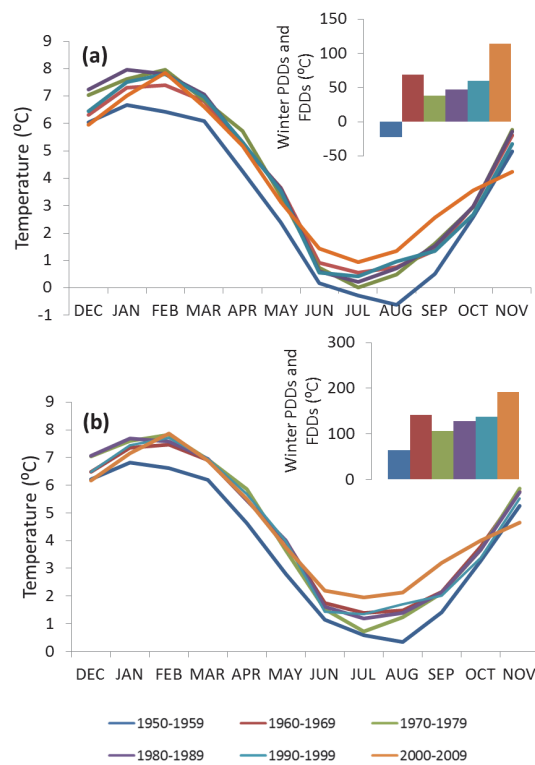 (a)
Temperature (⁰C)
9
8
7
6
5
4
3
2
1
0
-1
DEC JAN FEB MAR APR MAY JUN JUL AUG SEP OCT NOV
Winter PDDs and
FDDs (⁰C)
150
100
50
0
-50
(b)
Temperature (⁰C)
9
8
7
6
5
4
3
2
1
0
DEC JAN FEB MAR APR MAY JUN JUL AUG SEP OCT NOV
Winter PDDs and
FDDs (⁰C)
300
200
100
0
1950-1959 1960-1969 1970-1979
1980-1989 1990-1999 2000-2009